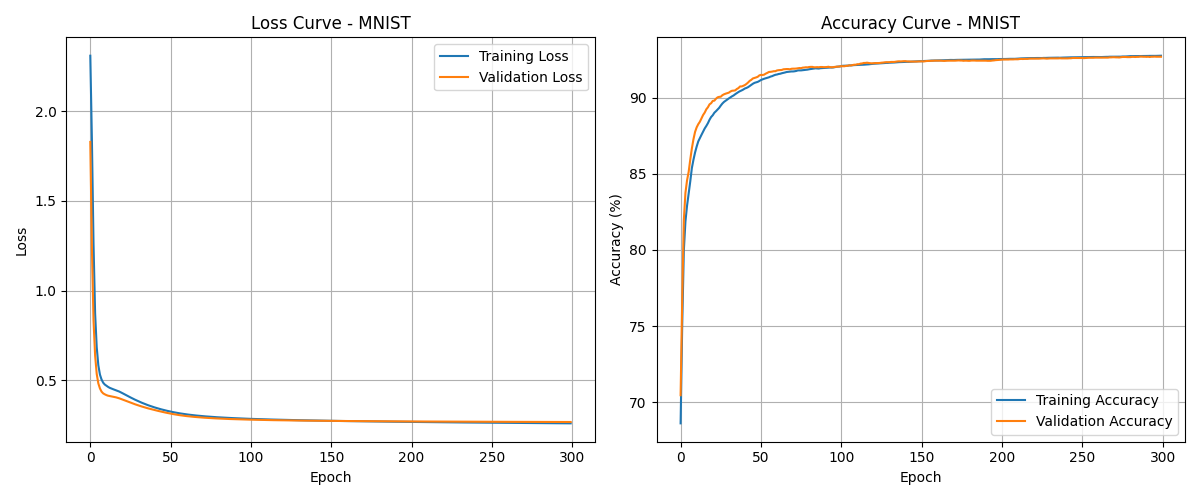 Loss Curve - MNIST
Loss
2.0
1.5
1.0
0.5
0 50 100 150 200 250 300
Epoch
Training Loss
Validation Loss
Accuracy Curve - MNIST
Accuracy (%)
90
85
80
75
70
0 50 100 150 200 250 300
Epoch
Training Accuracy
Validation Accuracy